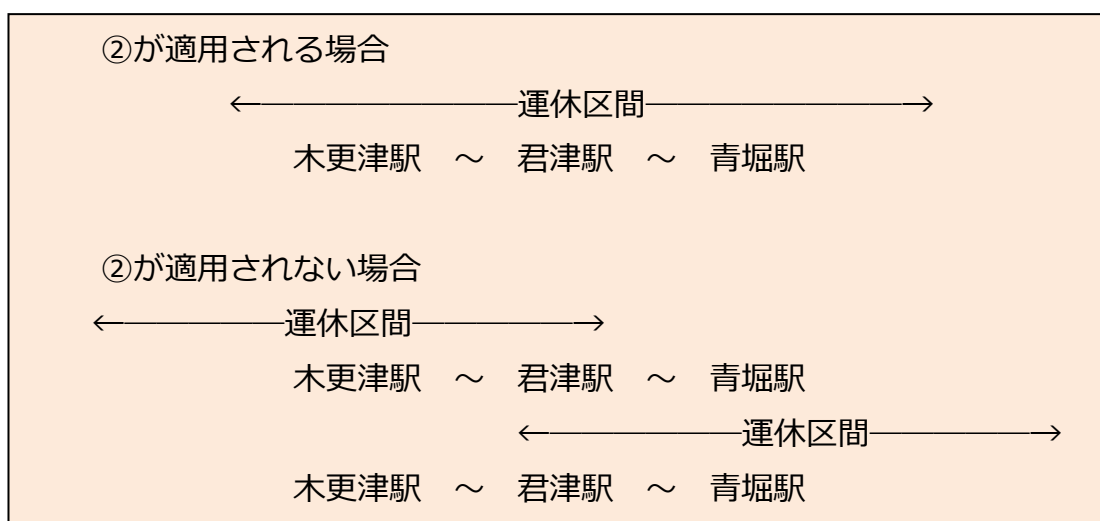 ②が適用される場合
←――――――――運休区間――――――――→
木更津駅　～　君津駅　～　青堀駅
②が適用されない場合
←――――――運休区間―――――→
木更津駅　～　君津駅　～　青堀駅
←―――――――運休区間―――――→
木更津駅　～　君津駅　～　青堀駅